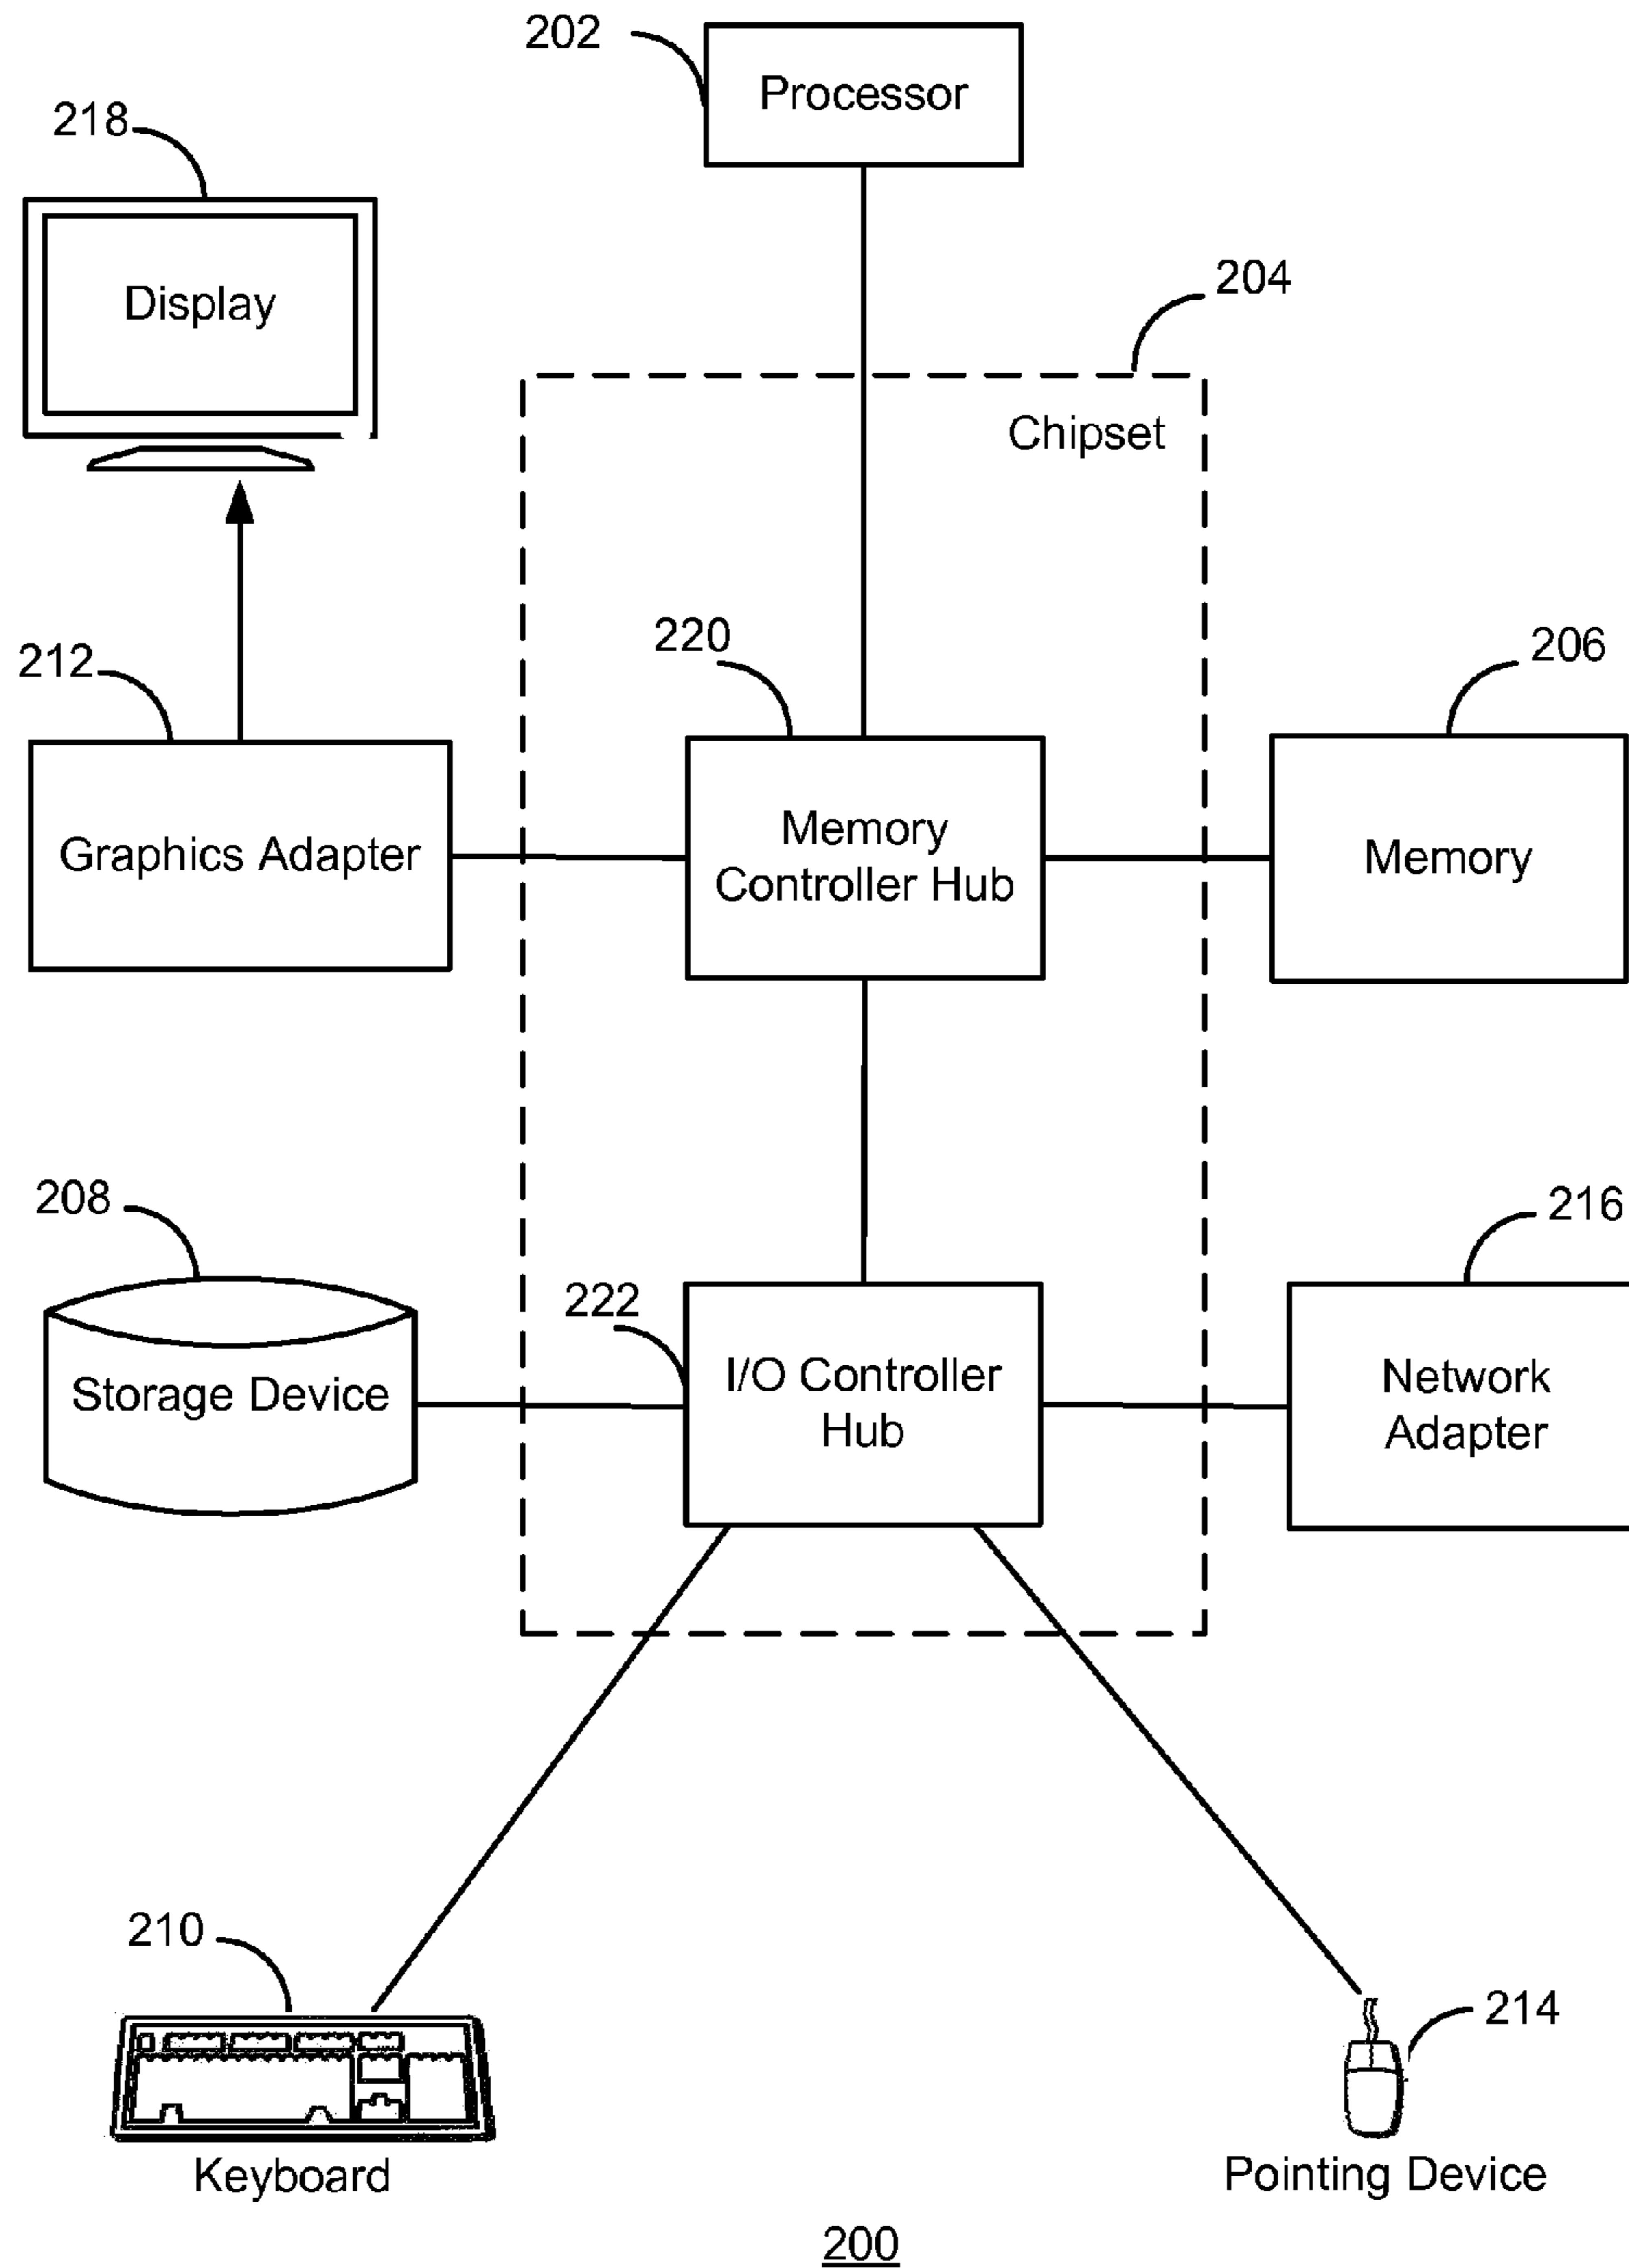 202
Processor
218
Display
204
Chipset
212
220
206
Graphics Adapter
Memory
Controller Hub
Memory
208
222
216
Storage Device
I/O Controller
Hub
Network
Adapter
210
214
Keyboard
Pointing Device
200